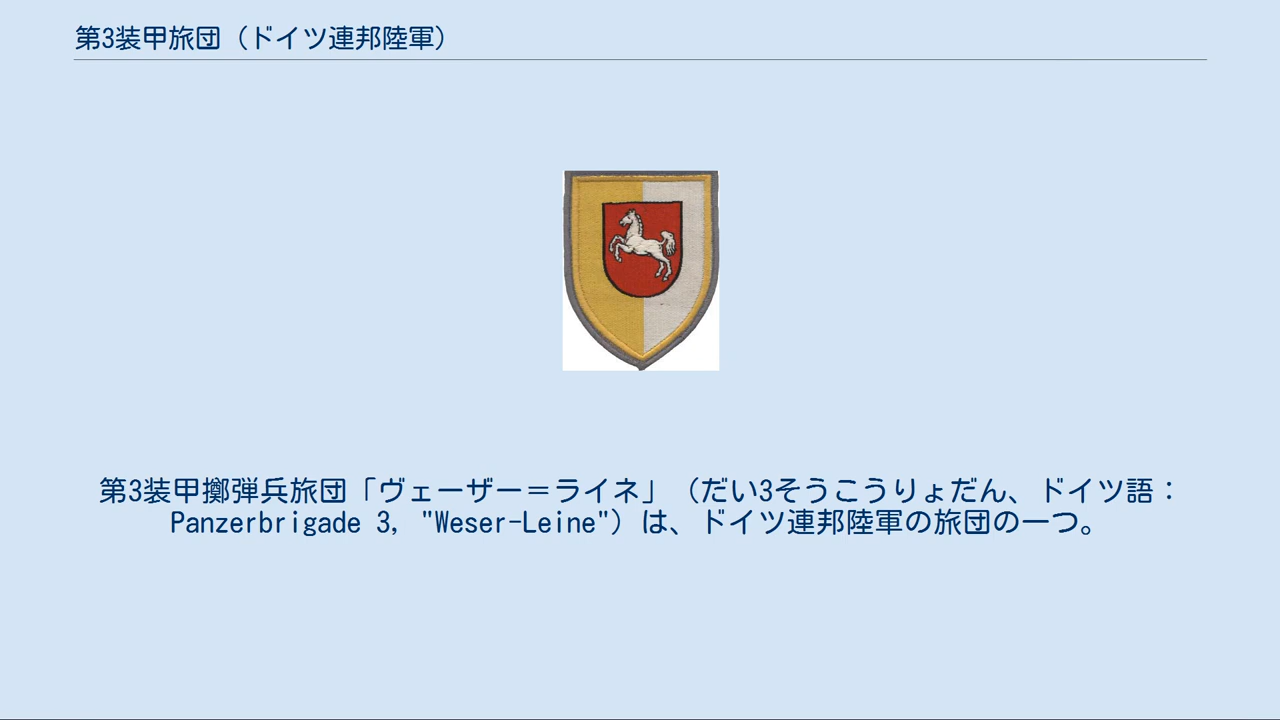 第3装甲旅団（ドイツ連邦陸軍）
第3装甲擲弾兵旅団「ヴェーザー＝ライネ」（だい3そうこうりょだん、ドイツ語：
Panzerbrigade 3, "Weser-Leine"）は、ドイツ連邦陸軍の旅団の一つ。